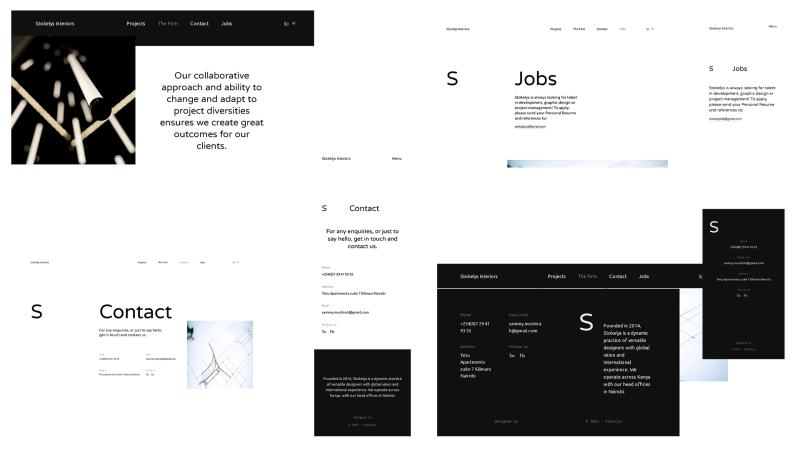 Stokelys Interiors
Projects The Firm Contact Jobs
Our collaborative
approach and ability to
change and adapt to
project diversities
ensures we create great
outcomes for our
clients.
Stokelys Interiors
Projects The Firm Contact Jobs
S Jobs
Stokelys is always looking for talent
in development, graphic design or
project management! To apply
please send your Personal Resume
and references to:
Stokelys Interiors Menu
S Jobs
Stokelys is always looking for talent
in development, graphic design or
project management! To apply
please send your Personal Resume
and references to:
Stokelys Interiors Menu
S Contact
For any enquiries, or just to
say hello, get in touch and
contact us.
Phone
+254(0)7 29 41 93 55
Address
Yetu Apartments suite 7 Kilimani Nairobi
Email
sammy.mushira1@gmail.com
Follow us
Tw Fb
Founded in 2014, Stokelys is a dynamic practice
of versatile designers with global vision and
international experience. We operate across
Kenya, with our head offices
in Nairobi.
designed by
© 2022 - Stokelys
Stokelys Interiors
Projects The Firm Contact Jobs
S Contact
For any enquiries, or just to say hello,
get in touch and contact us.
Stokelys Interiors
Projects The Firm Contact Jobs
Phone
+254(0)7 29 41
93 55
Enquiries
sammy.mushira
h@gmail.com
Address
Yetu
Apartments
suite 7 Kilimani
Nairobi
Follow us
Tw Fb
S
Founded in 2014,
Stokelys is a dynamic
practice of versatile
designers with global
vision and
international
experience. We
operate across Kenya
with our head offices
in Nairobi.
designed by
© 2022 - Stokelys
S
Phone
Address
Follow us
Tw Fb
designed by